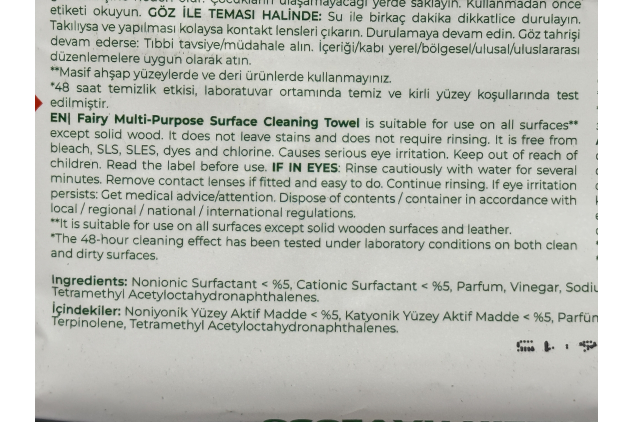 etiketi okuyun. GÖZ İLE TEMASI HALİNDE: Su ile birkaç dakika dikkatlice durulayın.
Takılıysa ve yapılması kolaysa kontakt lensleri çıkarın. Durulamaya devam edin. Göz tahrişi
devam ederse: Tıbbi tavsiye/müdahale alın. İçeriği/kabı yerel/bölgesel/ulusal/uluslararası
düzenlemelere uygun olarak atın.
**Masif ahşap yüzeylerde ve deri ürünlerde kullanmayınız.
*48 saat temizlik etkisi, laboratuvar ortamında temiz ve kirli yüzey koşullarında test
edilmiştir.
EN| Fairy Multi-Purpose Surface Cleaning Towel is suitable for use on all surfaces**
except solid wood. It does not leave stains and does not require rinsing. It is free from
bleach, SLS, SLES, dyes and chlorine. Causes serious eye irritation. Keep out of reach of
children. Read the label before use. IF IN EYES: Rinse cautiously with water for several
minutes. Remove contact lenses if fitted and easy to do. Continue rinsing. If eye irritation
persists: Get medical advice/attention. Dispose of contents / container in accordance with
local / regional / national / international regulations.
**It is suitable for use on all surfaces except solid wooden surfaces and leather.
*The 48-hour cleaning effect has been tested under laboratory conditions on both clean
and dirty surfaces.
Ingredients: Nonionic Surfactant < %5, Cationic Surfactant < %5, Parfum, Vinegar,
Tetramethyl Acetyloctahydronaphthalenes.
İçindekiler: Noniyonik Yüzey Aktif Madde < %5, Katyonik Yüzey Aktif Madde < %5,
Terpinolene, Tetramethyl Acetyloctahydronaphthalenes.